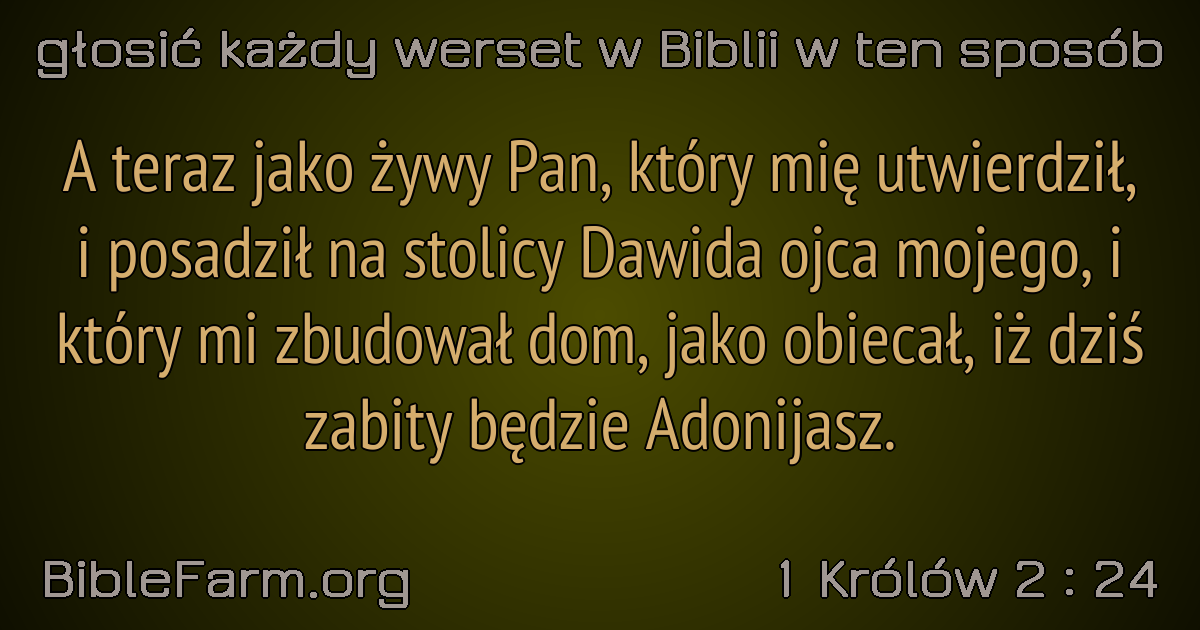 głosić każdy werset w Biblii w ten sposób
A teraz jako żywy Pan, który mię utwierdził,
i posadził na stolicy Dawida ojca mojego, i
który mi zbudował dom, jako obiecał, iż dziś
zabity będzie Adonijasz.
BibleFarm.org
1 Królów 2 : 24